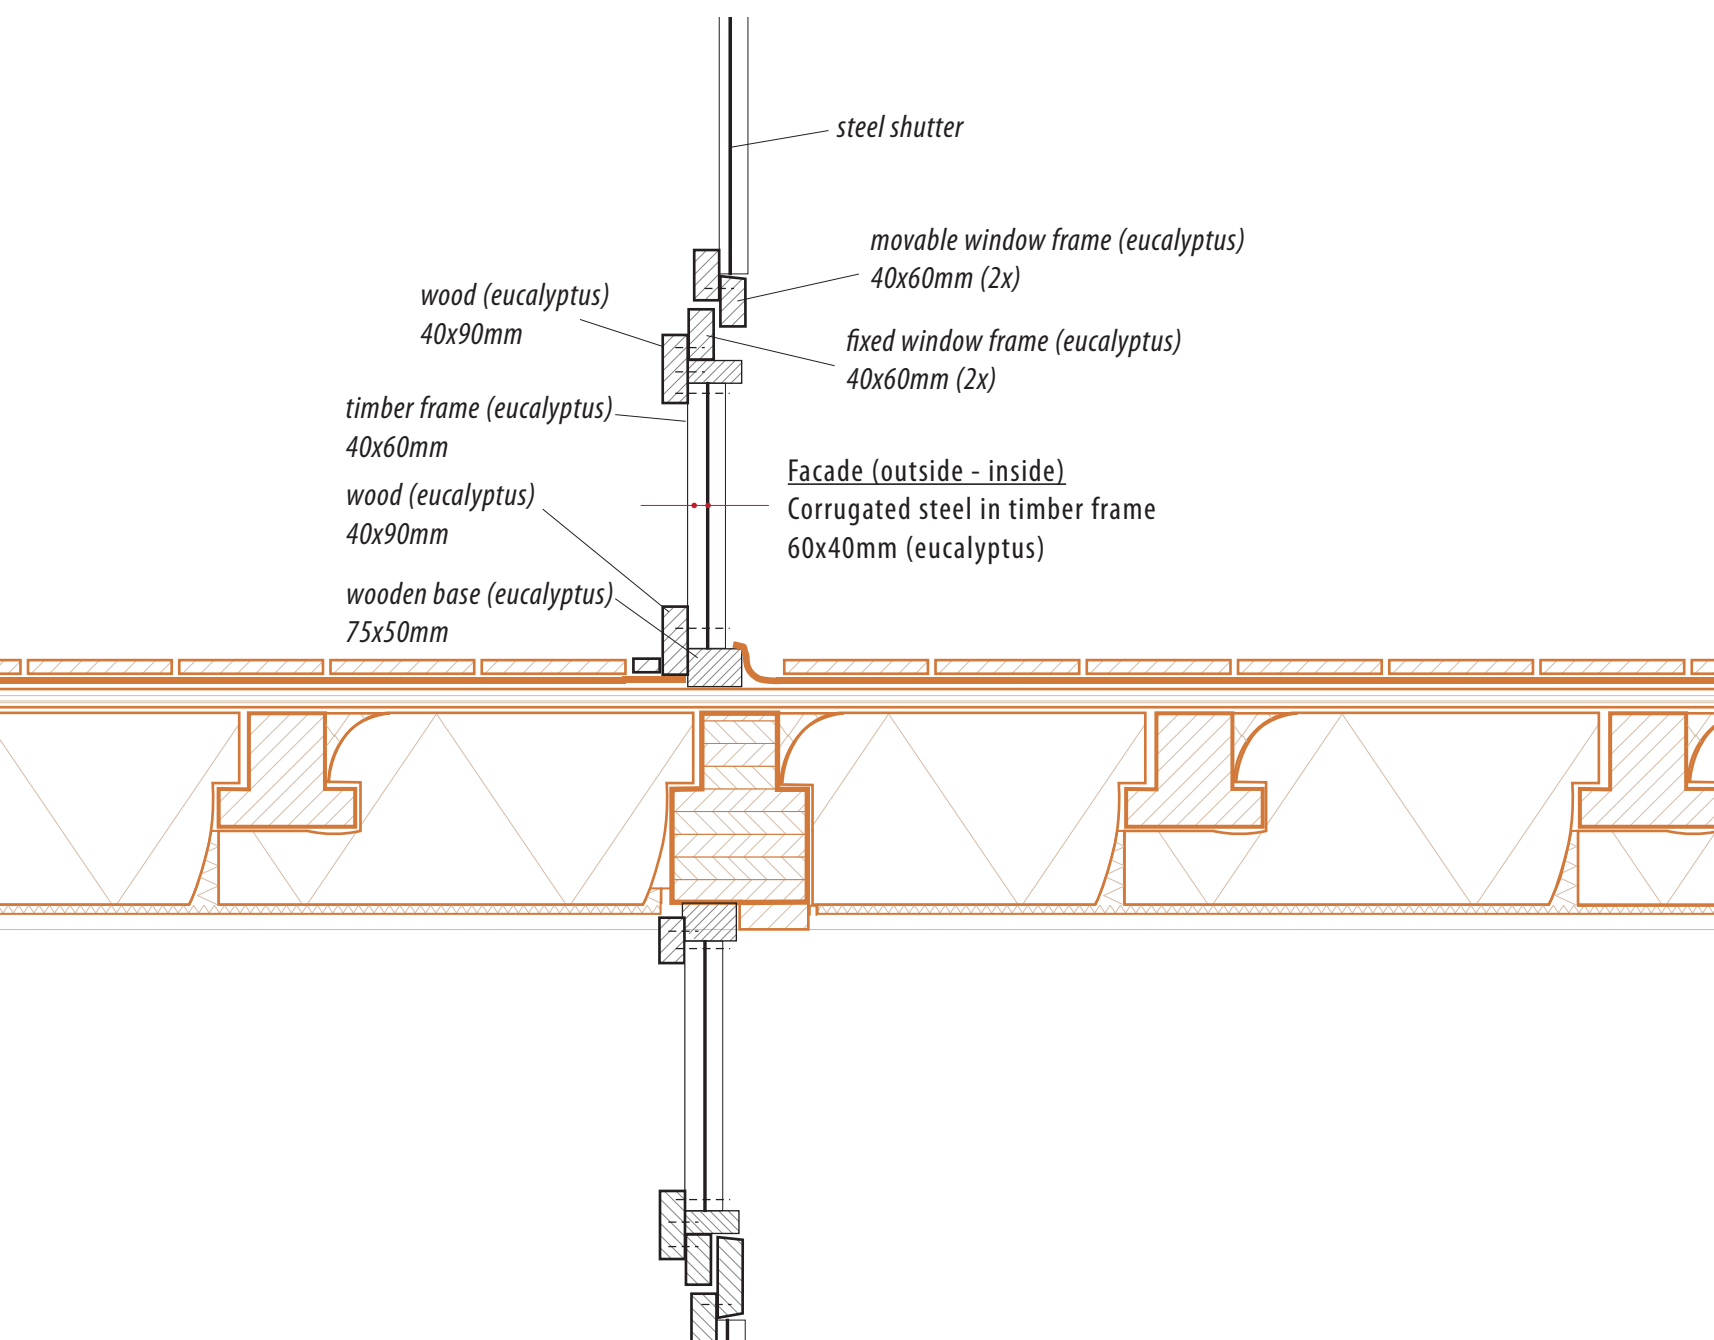 steel shutter
movable window frame (eucalyptus)
40x60mm (2x)
wood (eucalyptus)
40x90mm
fixed window frame (eucalyptus)
40x60mm (2x)
timber frame (eucalyptus)
40x60mm
Facade (outside - inside)
Corrugated steel in timber frame
60x40mm (eucalyptus)
wood (eucalyptus)
40x90mm
wooden base (eucalyptus)
75x50mm